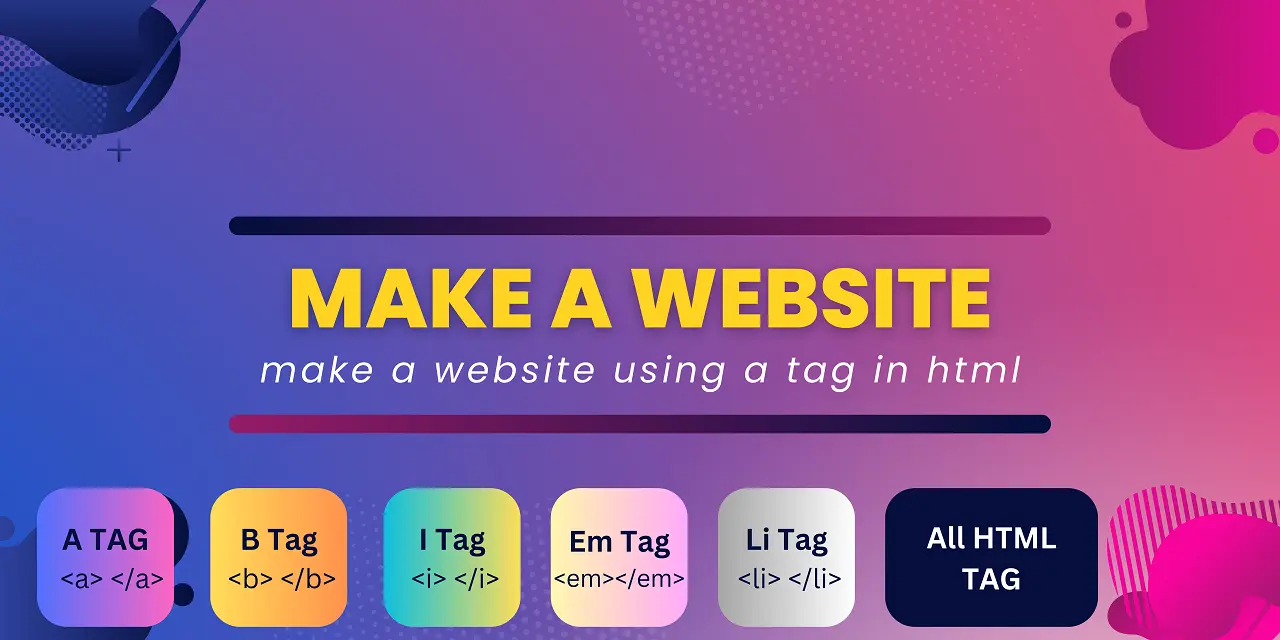 MAKE A WEBSITE
make a website using a tag in html
A TAG
<a> </a>
B Tag
<b> </b>
I Tag
<i> </i>
Em Tag
<em></em>
Li Tag
<li> </li>
All HTML
TAG